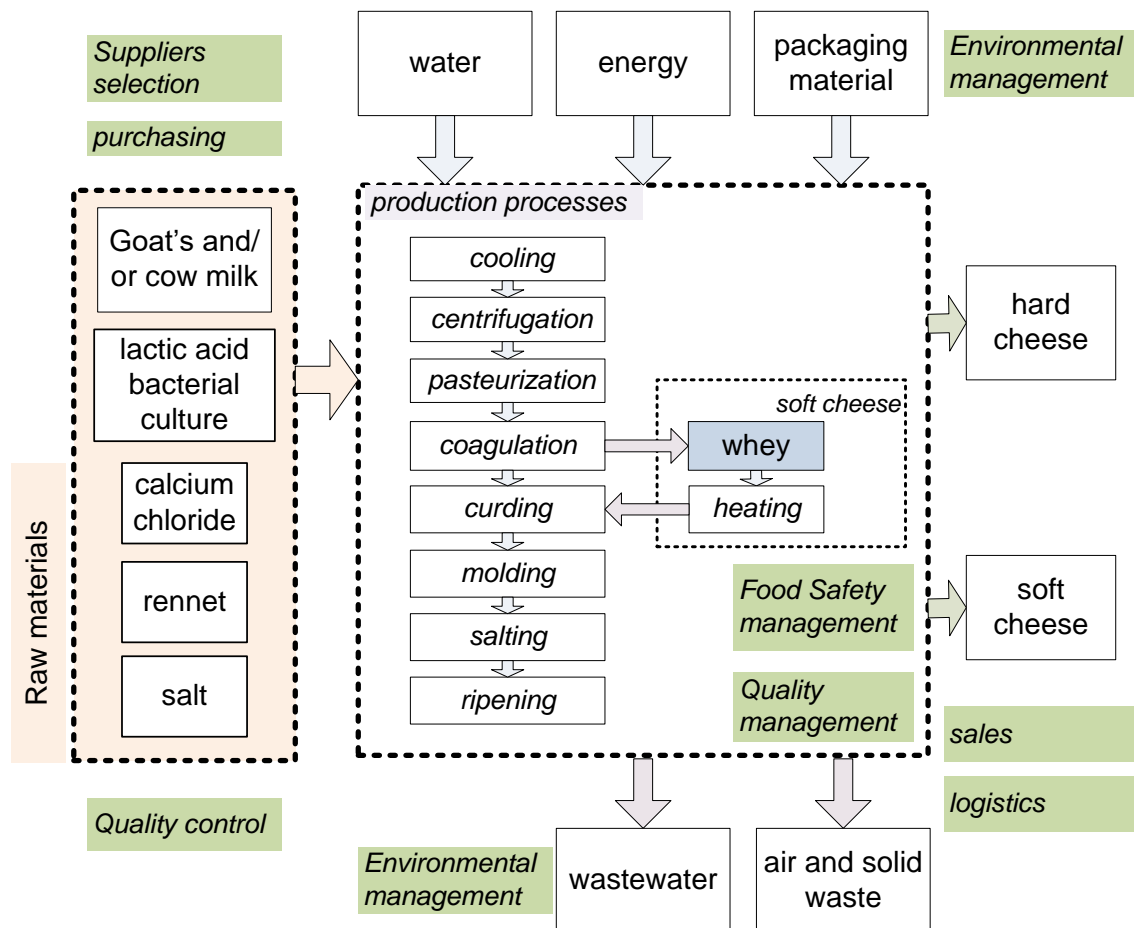 Suppliers
selection
purchasing
water
energy
packaging
material
Environmental
management
Raw materials
Goat's and/
or cow milk
lactic acid
bacterial
culture
calcium
chloride
rennet
salt
Quality control
production processes
cooling
centrifugation
pasteurization
coagulation
curding
molding
salting
ripening
soft cheese
whey
heating
Food Safety
management
Quality
management
hard
cheese
soft
cheese
sales
logistics
Environmental
management
wastewater
air and solid
waste